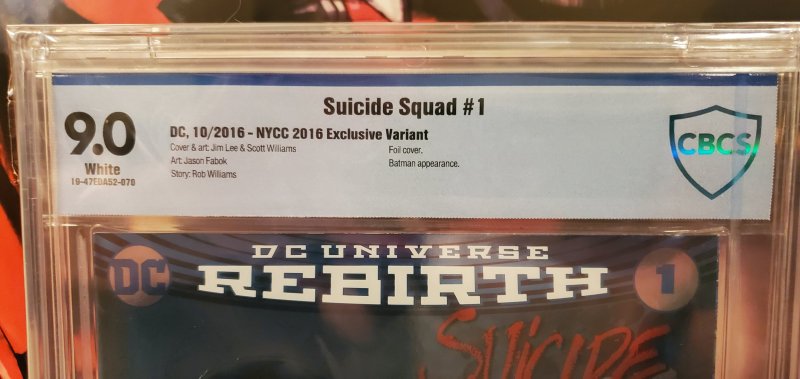 Suicide Squad #1
9.0
White
19-47EDA52-070
DC, 10/2016 - NYCC 2016 Exclusive Variant
Cover & art: Jim Lee & Scott Williams
Art: Jason Fabok
Story: Rob Williams
Foil cover.
Batman appearance.
CBCS
DC UNIVERSE
DC
REBIRTH
1
SUiCIDE